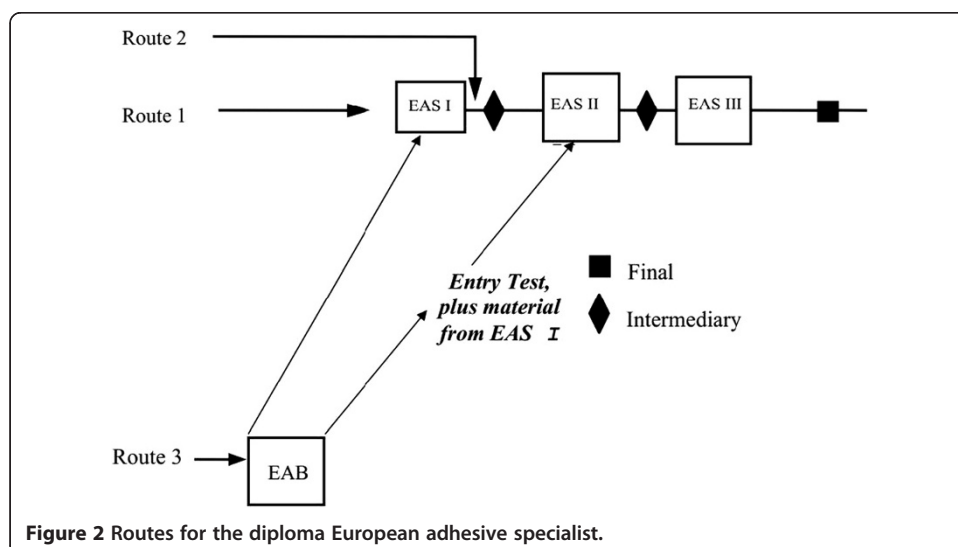 Route 2
Route 1
EAS I
EAS II
EAS III
Entry Test,
plus material
from EAS I
Final
Intermediary
Route 3
EAB
Figure 2 Routes for the diploma European adhesive specialist.